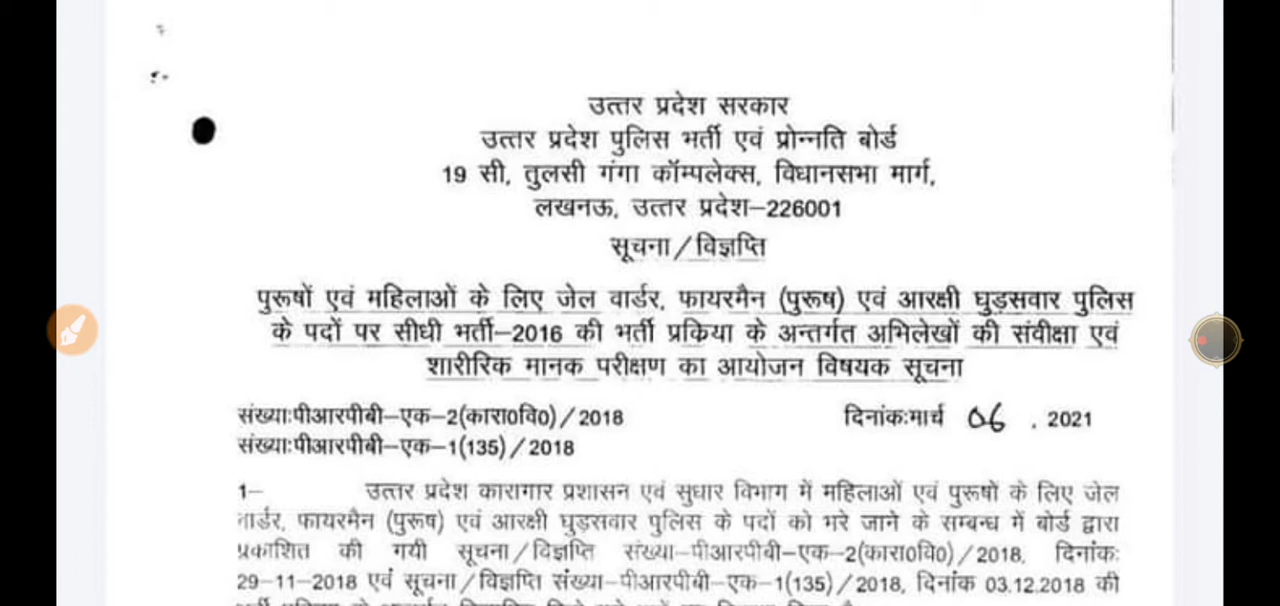 उत्तर प्रदेश सरकार
उत्तर प्रदेश पुलिस भर्ती एवं प्रोन्नति बोर्ड
19 सी, तुलसी गंगा कॉम्पलेक्स, विधानसभा मार्ग,
लखनऊ, उत्तर प्रदेश–226001
सूचना/विज्ञप्ति
पुरूषों एवं महिलाओं के लिए जेल वार्डर, फायरमैन (पुरूष) एवं आरक्षी घुड़सवार पुलिस
के पदों पर सीधी भर्ती–2016 की भर्ती प्रकिया के अन्तर्गत अभिलेखों की संवीक्षा एवं
शारीरिक मानक परीक्षण का आयोजन विषयक सूचना
संख्याःपीआरपीबी–एक–2(कारा0वि0)/2018 दिनांकःमार्च 06 , 2021
संख्याःपीआरपीबी–एक–1(135)/2018
1– उत्तर प्रदेश कारागार प्रशासन एवं सुधार विभाग में महिलाओं एवं पुरूषों के लिए जेल
वार्डर, फायरमैन (पुरूष) एवं आरक्षी घुड़सवार पुलिस के पदों को भरे जाने के सम्बन्ध में बोर्ड द्वारा
प्रकाशित की गयी सूचना/विज्ञप्ति संख्या–पीआरपीबी–एक–2(कारा0वि0)/2018, दिनांकः
29–11–2018 एवं सूचना/विज्ञप्ति संख्या–पीआरपीबी–एक–1(135)/2018, दिनांक 03.12.2018 की